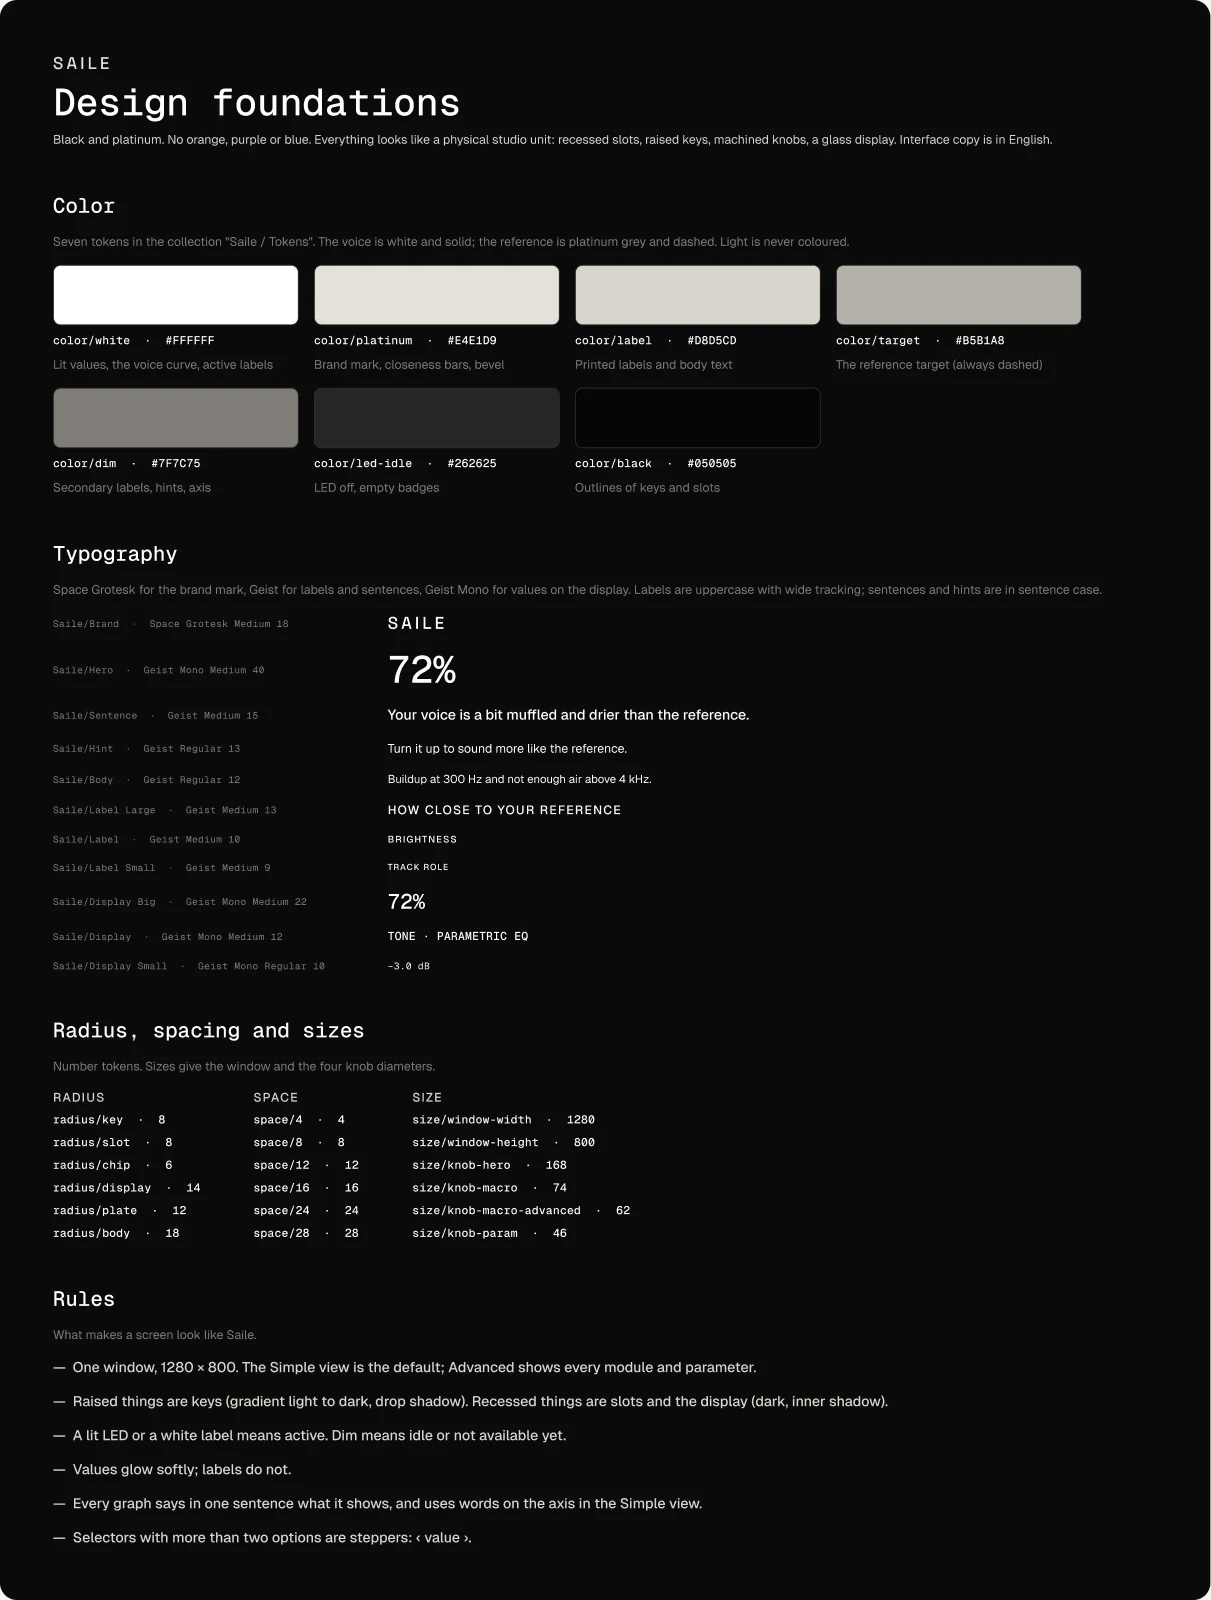 SAILE
Design foundations
Black and platinum. No orange, purple or blue. Everything looks like a physical studio unit: recessed slots, raised keys, machined knobs, a glass display. Interface copy is in English.
Color
Seven tokens in the collection "Saile / Tokens". The voice is white and solid; the reference is platinum grey and dashed. Light is never coloured.
color/white · #FFFFFF
Lit values, the voice curve, active labels
color/platinum · #E4E1D9
Brand mark, closeness bars, bevel
color/label · #D8D5CD
Printed labels and body text
color/target · #B5B1A8
The reference target (always dashed)
color/dim · #7F7C75
Secondary labels, hints, axis
color/led-idle · #262625
LED off, empty badges
color/black · #050505
Outlines of keys and slots
Typography
Space Grotesk for the brand mark, Geist for labels and sentences, Geist Mono for values on the display. Labels are uppercase with wide tracking; sentences and hints are in sentence case.
Saile/Brand · Space Grotesk Medium 18 SAILE
Saile/Hero · Geist Mono Medium 40 72%
Saile/Sentence · Geist Medium 15 Your voice is a bit muffled and drier than the reference.
Saile/Hint · Geist Regular 13 Turn it up to sound more like the reference.
Saile/Body · Geist Regular 12 Buildup at 300 Hz and not enough air above 4 kHz.
Saile/Label Large · Geist Medium 13 HOW CLOSE TO YOUR REFERENCE
Saile/Label · Geist Medium 10 BRIGHTNESS
Saile/Label Small · Geist Medium 9 TRACK ROLE
Saile/Display Big · Geist Mono Medium 22 72%
Saile/Display · Geist Mono Medium 12 TONE · PARAMETRIC EQ
Saile/Display Small · Geist Mono Regular 10 −3.0 dB
Radius, spacing and sizes
Number tokens. Sizes give the window and the four knob diameters.
RADIUS
radius/key · 8
radius/slot · 8
radius/chip · 6
radius/display · 14
radius/plate · 12
radius/body · 18
SPACE
space/4 · 4
space/8 · 8
space/12 · 12
space/16 · 16
space/24 · 24
space/28 · 28
SIZE
size/window-width · 1280
size/window-height · 800
size/knob-hero · 168
size/knob-macro · 74
size/knob-macro-advanced · 62
size/knob-param · 46
Rules
What makes a screen look like Saile.
— One window, 1280 × 800. The Simple view is the default; Advanced shows every module and parameter.
— Raised things are keys (gradient light to dark, drop shadow). Recessed things are slots and the display (dark, inner shadow).
— A lit LED or a white label means active. Dim means idle or not available yet.
— Values glow softly; labels do not.
— Every graph says in one sentence what it shows, and uses words on the axis in the Simple view.
— Selectors with more than two options are steppers: ‹ value ›.